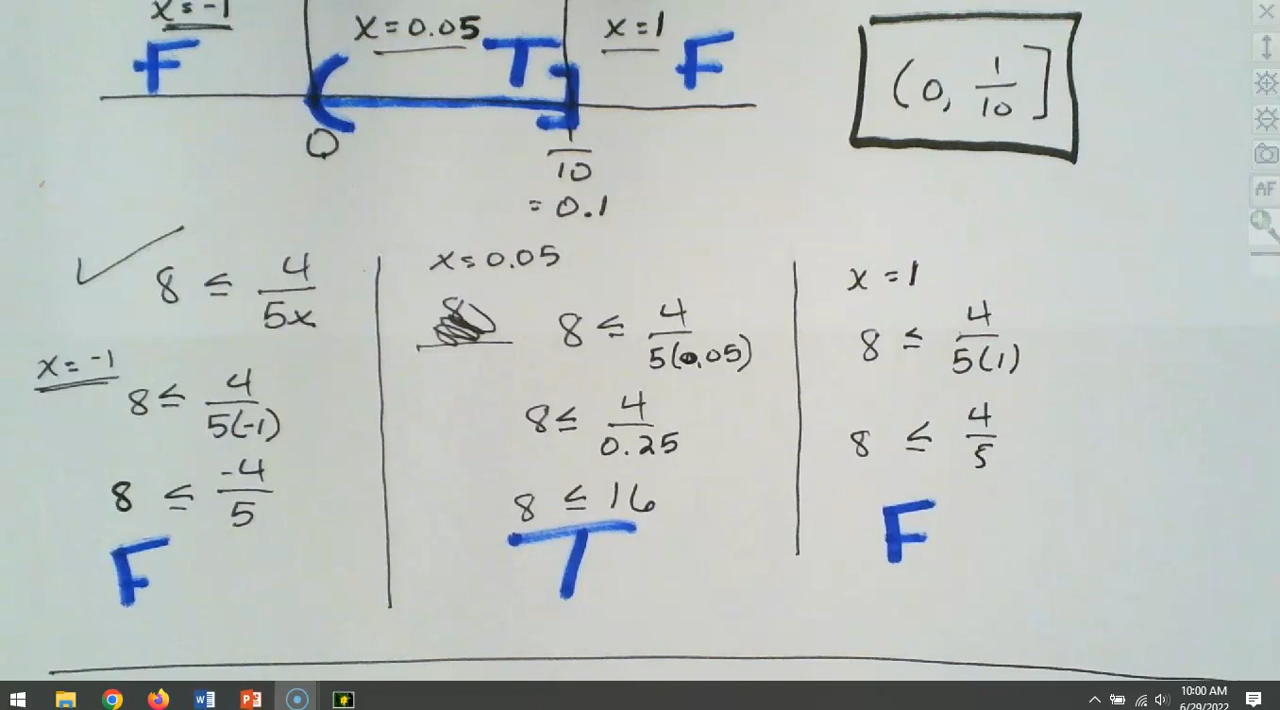 x = -1
x = 0.05
x = 1
F
T
F
(0, 1/10]
0
1/10
= 0.1
8 ≤ 4/5x
x = -1
8 ≤ 4/5(-1)
8 ≤ -4/5
F
x = 0.05
8 ≤ 4/5(0.05)
8 ≤ 4/0.25
8 ≤ 16
T
x = 1
8 ≤ 4/5(1)
8 ≤ 4/5
F
AF
10:00 AM
6/29/2022